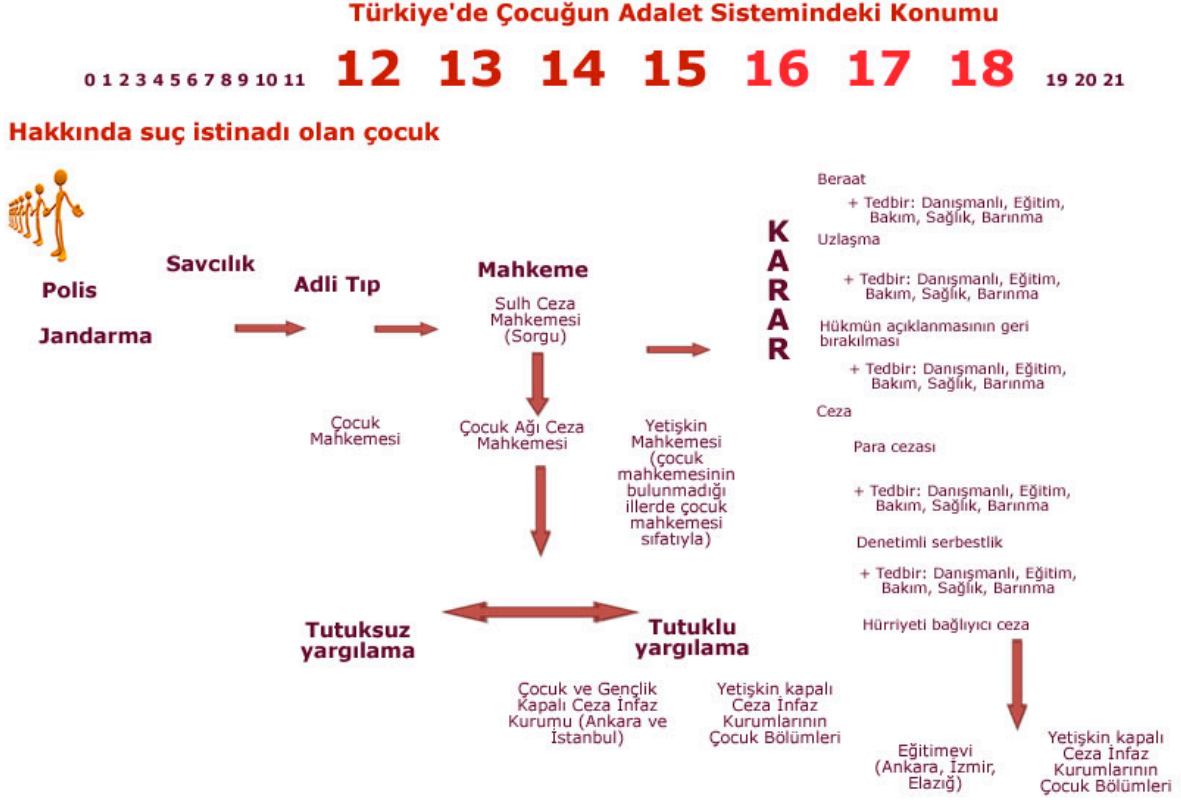 Türkiye'de Çocuğun Adalet Sistemindeki Konumu
0 1 2 3 4 5 6 7 8 9 10 11 12 13 14 15 16 17 18 19 20 21
Hakkında suç istinadı olan çocuk
Polis
Jandarma
Savcılık
Adli Tıp
Mahkeme
Sulh Ceza
Mahkemesi
(Sorgu)
Çocuk
Mahkemesi
Çocuk Ağı Ceza
Mahkemesi
Yetişkin
Mahkemesi
(çocuk
mahkemesinin
bulunmadığı
illerde çocuk
mahkemesi
sıfatıyla)
Tutuksuz
yargılama
Tutuklu
yargılama
Çocuk ve Gençlik
Kapalı Ceza İnfaz
Kurumu (Ankara ve
İstanbul)
Yetişkin kapalı
Ceza İnfaz
Kurumlarının
Çocuk Bölümleri
K
A
R
A
R
Beraat
+ Tedbir: Danışmanlı, Eğitim,
Bakım, Sağlık, Barınma
Uzlaşma
+ Tedbir: Danışmanlı, Eğitim,
Bakım, Sağlık, Barınma
Hükmün açıklanmasının geri
bırakılması
+ Tedbir: Danışmanlı, Eğitim,
Bakım, Sağlık, Barınma
Ceza
Para cezası
+ Tedbir: Danışmanlı, Eğitim,
Bakım, Sağlık, Barınma
Denetimli serbestlik
+ Tedbir: Danışmanlı, Eğitim,
Bakım, Sağlık, Barınma
Hürriyeti bağlıyıcı ceza
Eğitimevi
(Ankara, İzmir,
Elazığ)
Yetişkin kapalı
Ceza İnfaz
Kurumlarının
Çocuk Bölümleri